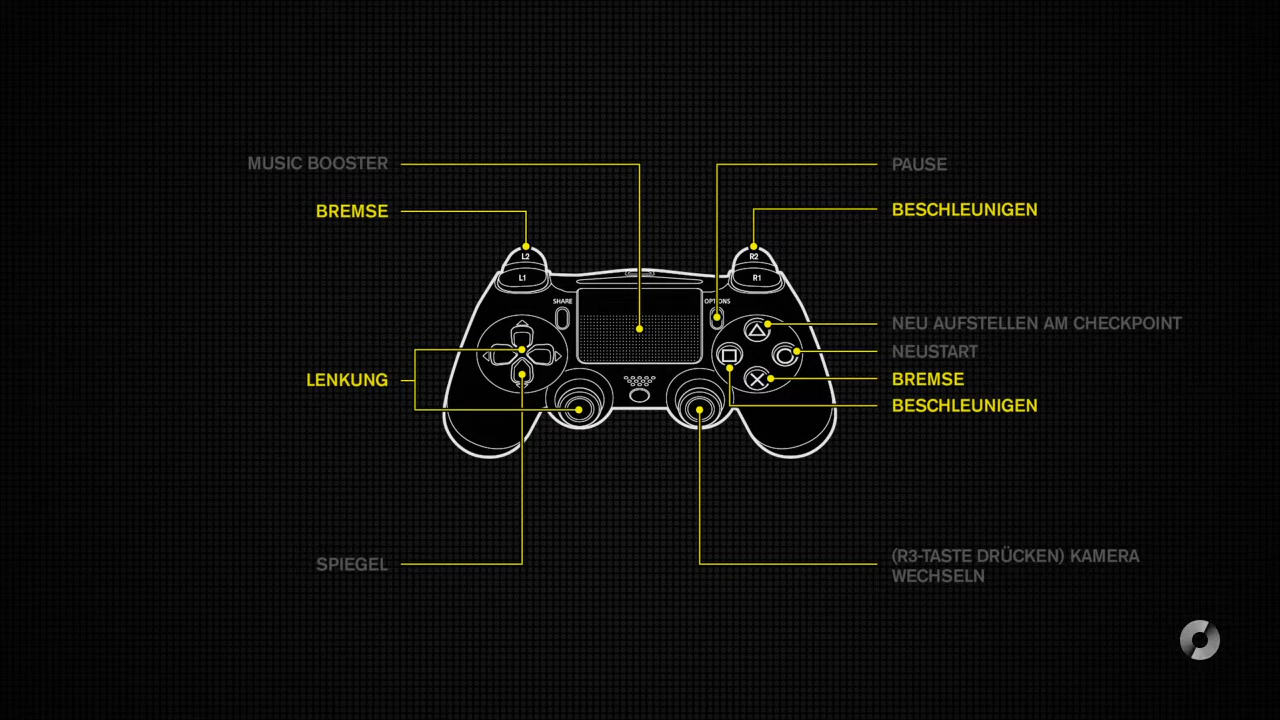 MUSIC BOOSTER
PAUSE
BREMSE
BESCHLEUNIGEN
L2
R2
L1
R1
SHARE
OPTIONS
NEU AUFSTELLEN AM CHECKPOINT
NEUSTART
LENKUNG
BREMSE
BESCHLEUNIGEN
SPIEGEL
(R3-TASTE DRÜCKEN) KAMERA
WECHSELN